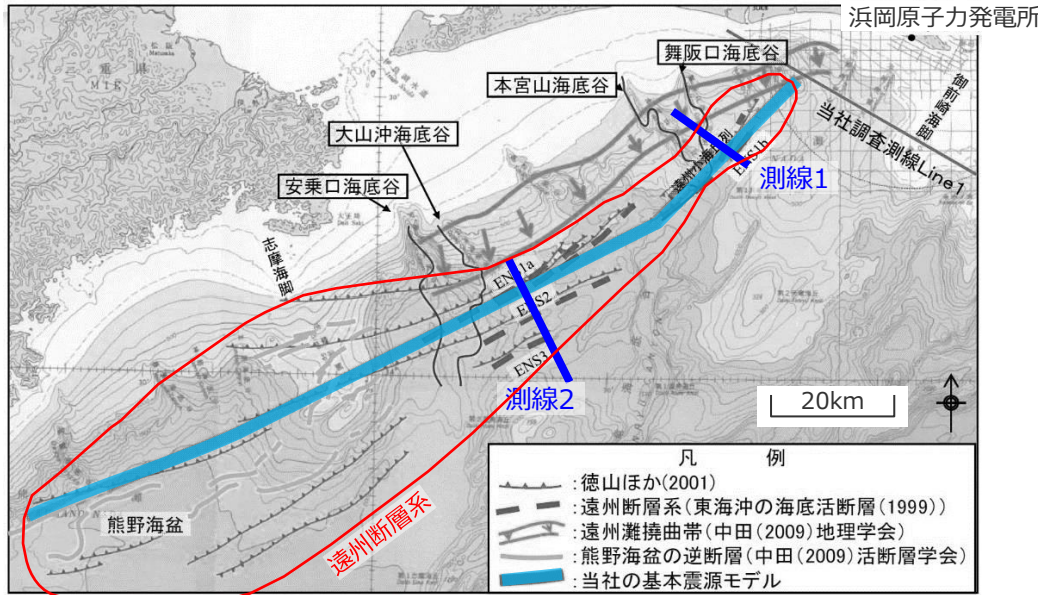 浜岡原子力発電所
舞阪口海底谷
本宮山海底谷
大山沖海底谷
安乗口海底谷
御前崎海脚
当社調査測線Line1
遠州小海丘列
ENS1b
測線1
志摩海脚
ENS1a
ENS2
ENS3
測線2
20km
熊野海盆
遠州断層系
凡 例
:徳山ほか(2001)
:遠州断層系(東海沖の海底活断層(1999))
:遠州灘撓曲帯(中田(2009)地理学会)
:熊野海盆の逆断層(中田(2009)活断層学会)
:当社の基本震源モデル